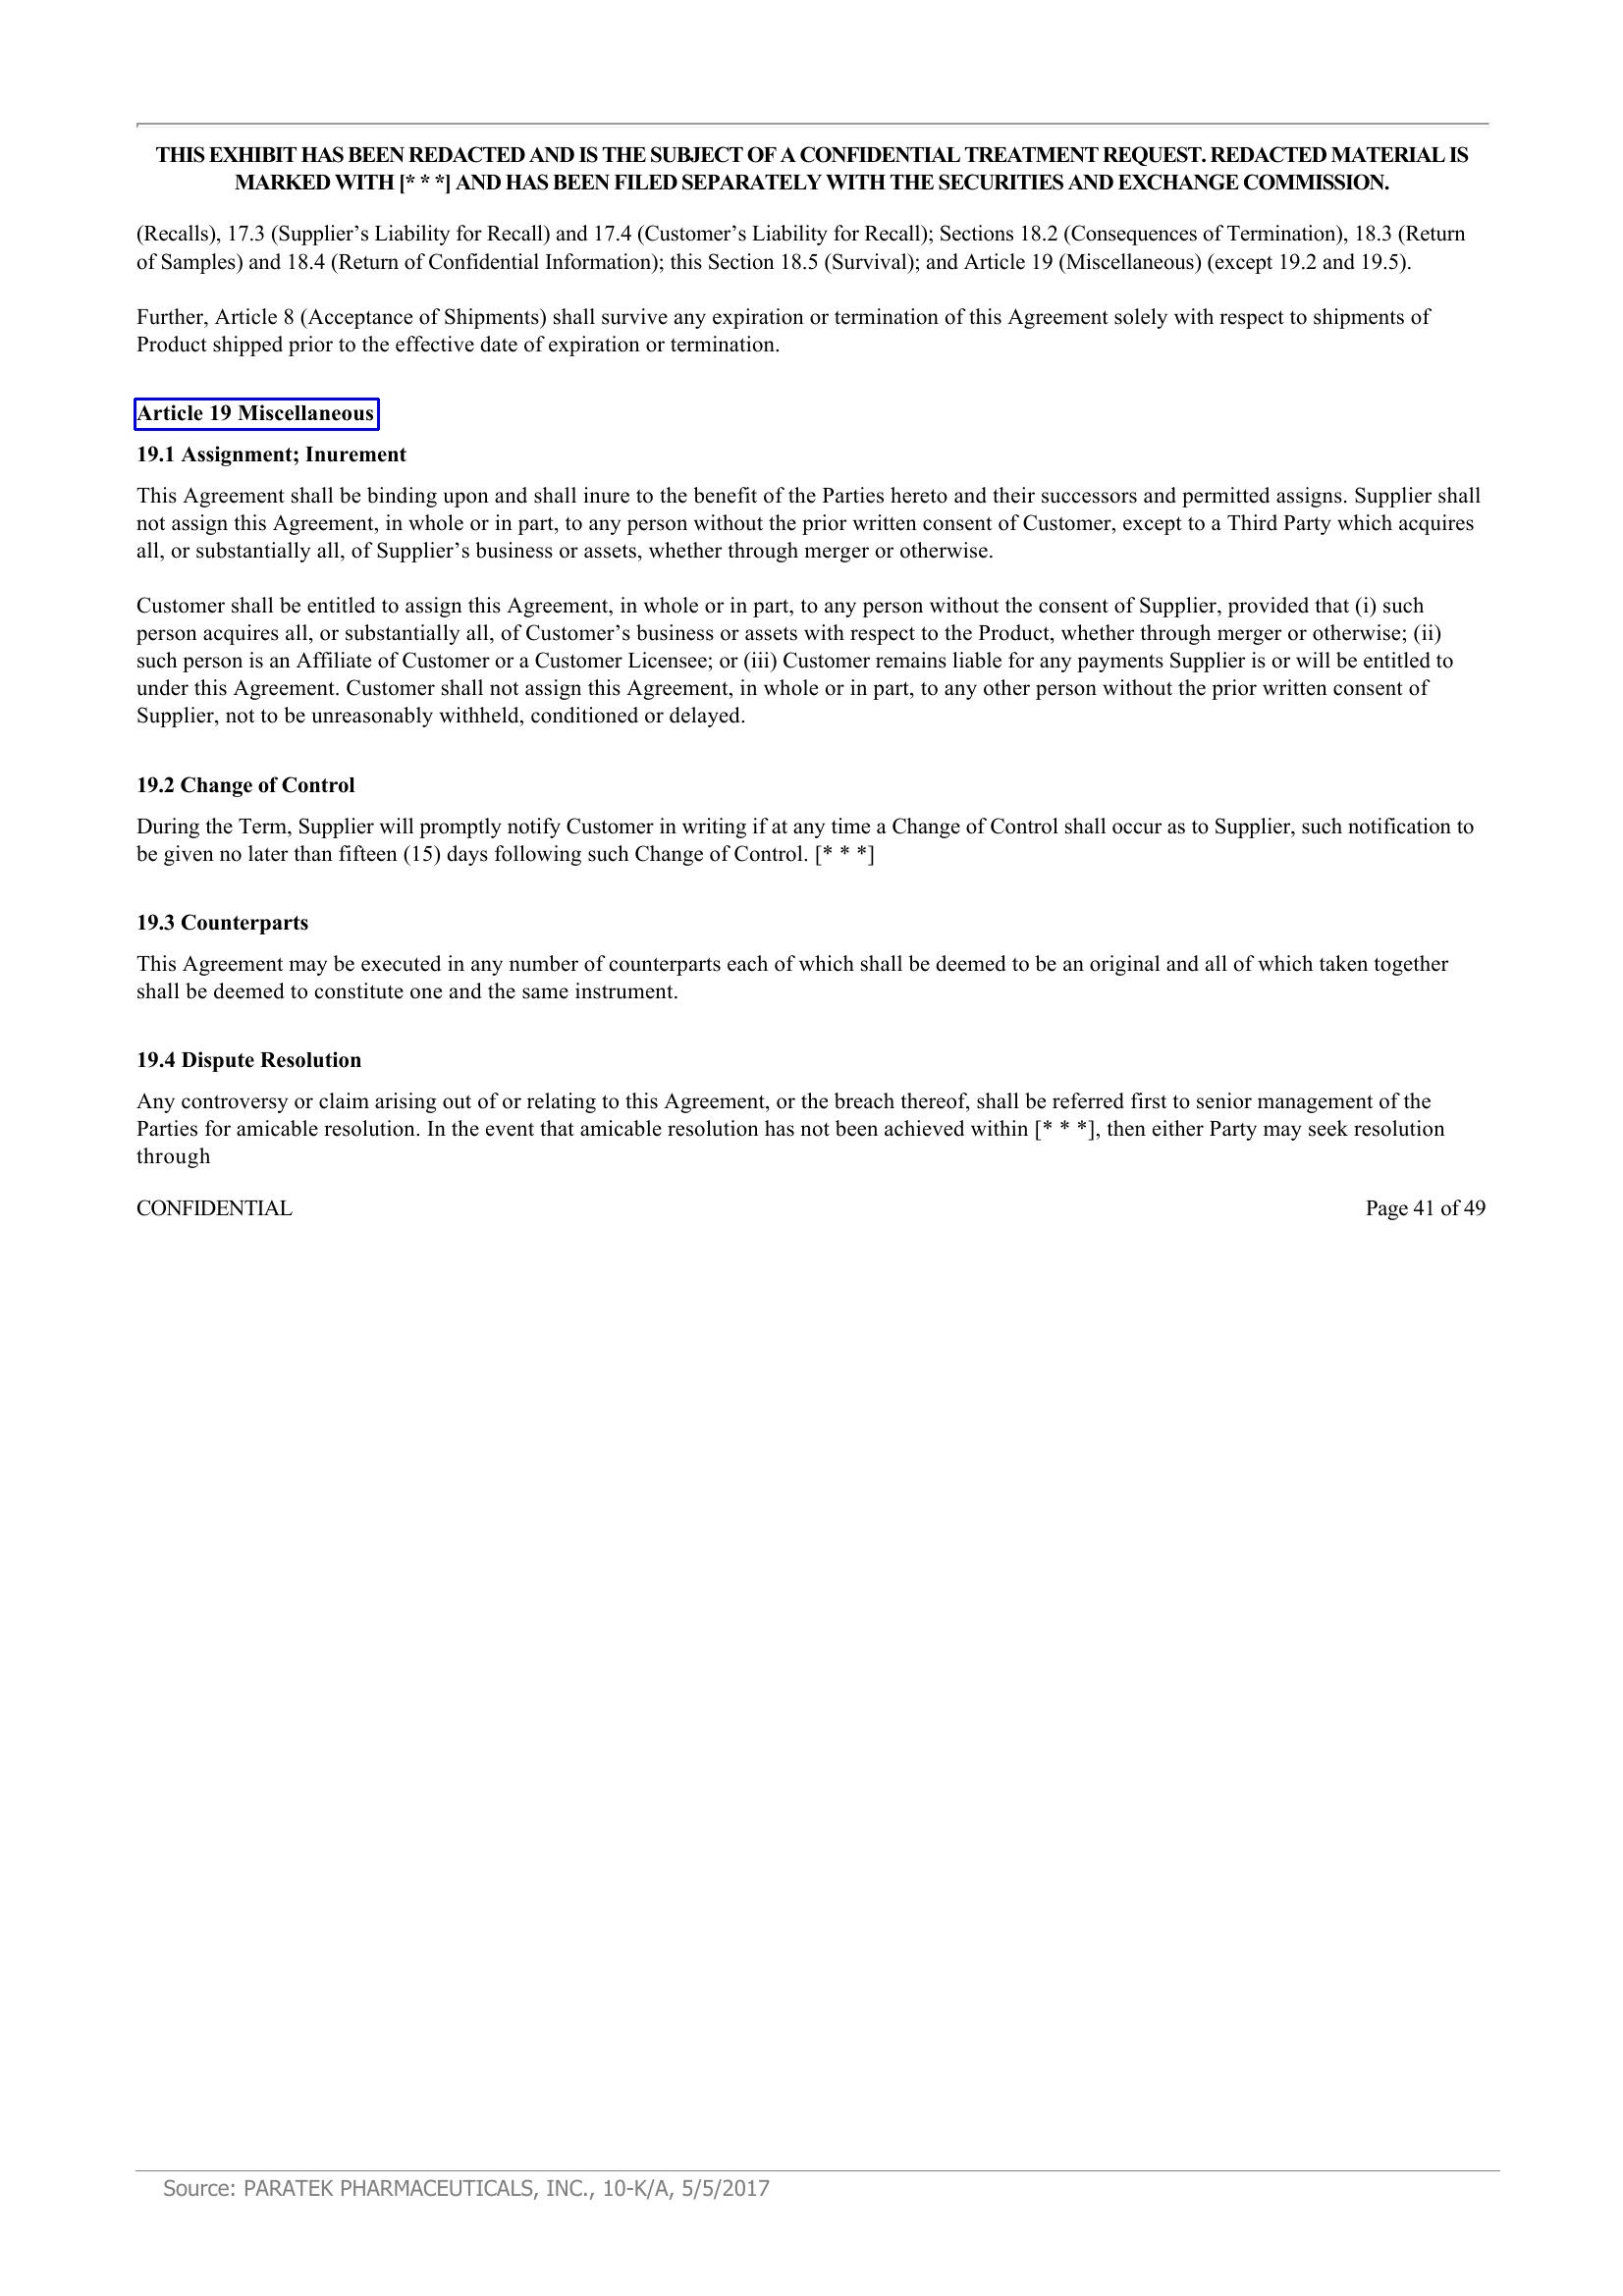 THIS EXHIBIT HAS BEEN REDACTED AND IS THE SUBJECT OF A CONFIDENTIAL TREATMENT REQUEST. REDACTED MATERIAL IS
MARKED WITH [* * *] AND HAS BEEN FILED SEPARATELY WITH THE SECURITIES AND EXCHANGE COMMISSION.
(Recalls), 17.3 (Supplier’s Liability for Recall) and 17.4 (Customer’s Liability for Recall); Sections 18.2 (Consequences of Termination), 18.3 (Return
of Samples) and 18.4 (Return of Confidential Information); this Section 18.5 (Survival); and Article 19 (Miscellaneous) (except 19.2 and 19.5).
Further, Article 8 (Acceptance of Shipments) shall survive any expiration or termination of this Agreement solely with respect to shipments of
Product shipped prior to the effective date of expiration or termination.
Article 19 Miscellaneous
19.1 Assignment; Inurement
This Agreement shall be binding upon and shall inure to the benefit of the Parties hereto and their successors and permitted assigns. Supplier shall
not assign this Agreement, in whole or in part, to any person without the prior written consent of Customer, except to a Third Party which acquires
all, or substantially all, of Supplier’s business or assets, whether through merger or otherwise.
Customer shall be entitled to assign this Agreement, in whole or in part, to any person without the consent of Supplier, provided that (i) such
person acquires all, or substantially all, of Customer’s business or assets with respect to the Product, whether through merger or otherwise; (ii)
such person is an Affiliate of Customer or a Customer Licensee; or (iii) Customer remains liable for any payments Supplier is or will be entitled to
under this Agreement. Customer shall not assign this Agreement, in whole or in part, to any other person without the prior written consent of
Supplier, not to be unreasonably withheld, conditioned or delayed.
19.2 Change of Control
During the Term, Supplier will promptly notify Customer in writing if at any time a Change of Control shall occur as to Supplier, such notification to
be given no later than fifteen (15) days following such Change of Control. [* * *]
19.3 Counterparts
This Agreement may be executed in any number of counterparts each of which shall be deemed to be an original and all of which taken together
shall be deemed to constitute one and the same instrument.
19.4 Dispute Resolution
Any controversy or claim arising out of or relating to this Agreement, or the breach thereof, shall be referred first to senior management of the
Parties for amicable resolution. In the event that amicable resolution has not been achieved within [* * *], then either Party may seek resolution
through
CONFIDENTIAL Page 41 of 49
Source: PARATEK PHARMACEUTICALS, INC., 10-K/A, 5/5/2017